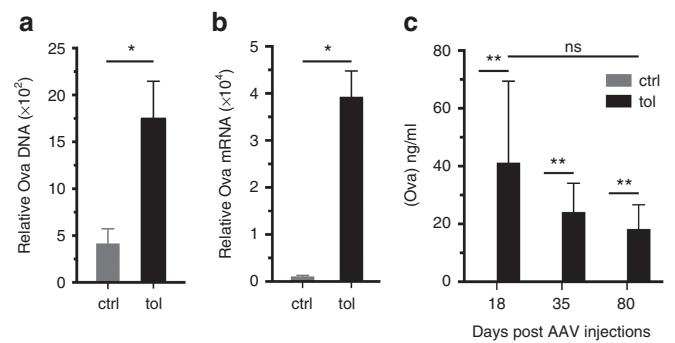 a
Relative Ova DNA (×10²)
25
20
15
10
5
0
*
ctrl tol
b
Relative Ova mRNA (×10⁴)
5
4
3
2
1
0
*
ctrl tol
c
(Ova) ng/ml
80
60
40
20
0
ns
** ** **
ctrl
tol
18 35 80
Days post AAV injections